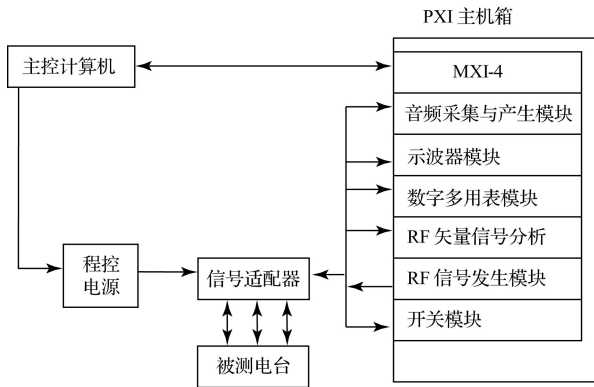 PXI 主机箱
主控计算机
MXI-4
音频采集与产生模块
示波器模块
数字多用表模块
RF 矢量信号分析
RF 信号发生模块
开关模块
程控
电源
信号适配器
被测电台